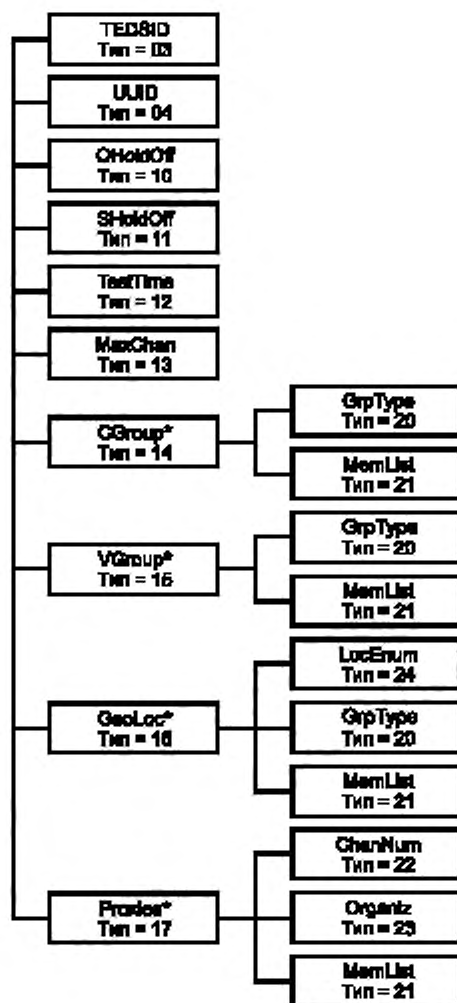 TEDSID
Тип = 03
UUID
Тип = 04
OHoldOff
Тип = 10
SHoldOff
Тип = 11
TestTime
Тип = 12
MaxChan
Тип = 13
CGroup*
Тип = 14
GrpType
Тип = 20
MemList
Тип = 21
VGroup*
Тип = 15
GrpType
Тип = 20
MemList
Тип = 21
GeoLoc*
Тип = 16
LocEnum
Тип = 24
GrpType
Тип = 20
MemList
Тип = 21
Proxies*
Тип = 17
ChanNum
Тип = 22
Organiz
Тип = 23
MemList
Тип = 21